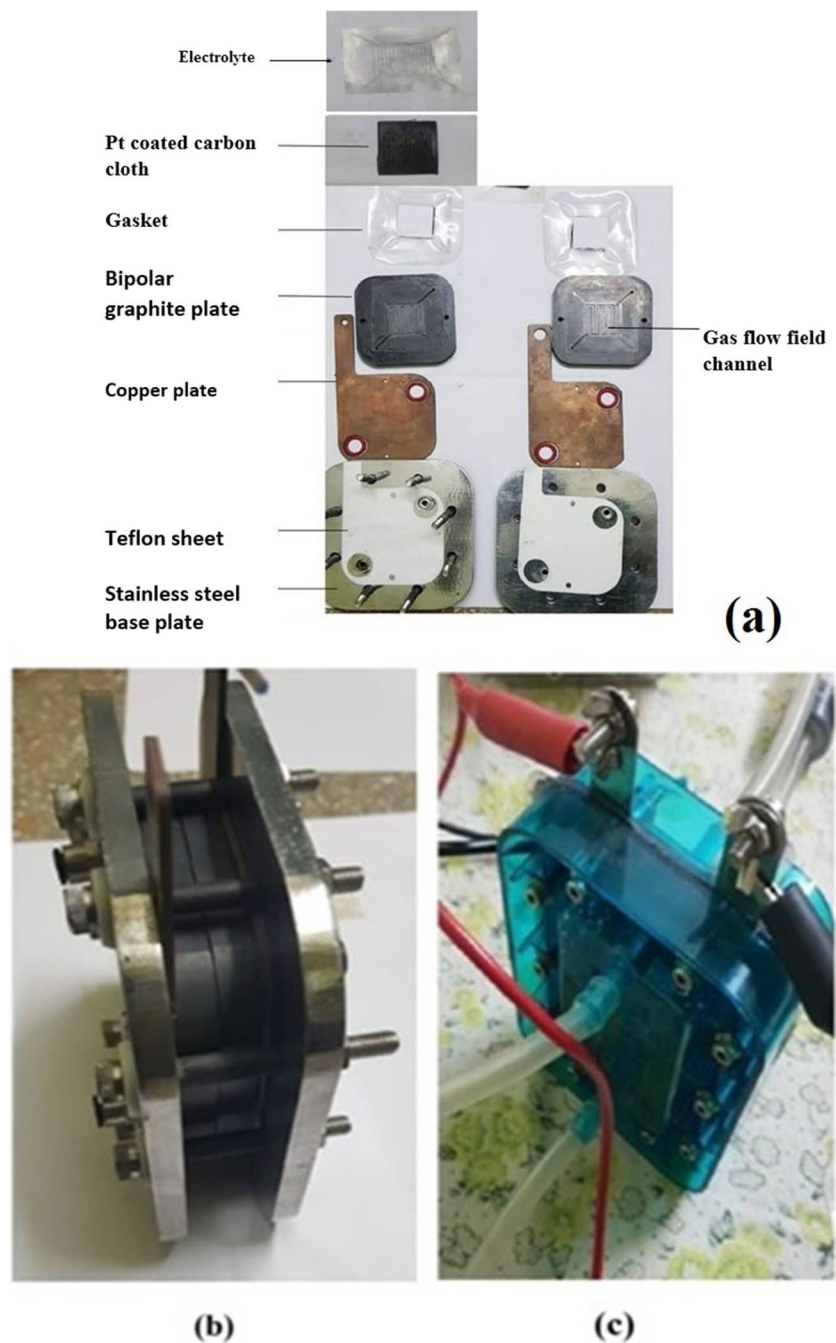 Electrolyte
Pt coated carbon
cloth
Gasket
Bipolar
graphite plate
Gas flow field
channel
Copper plate
Teflon sheet
Stainless steel
base plate
(a)
(b)
(c)